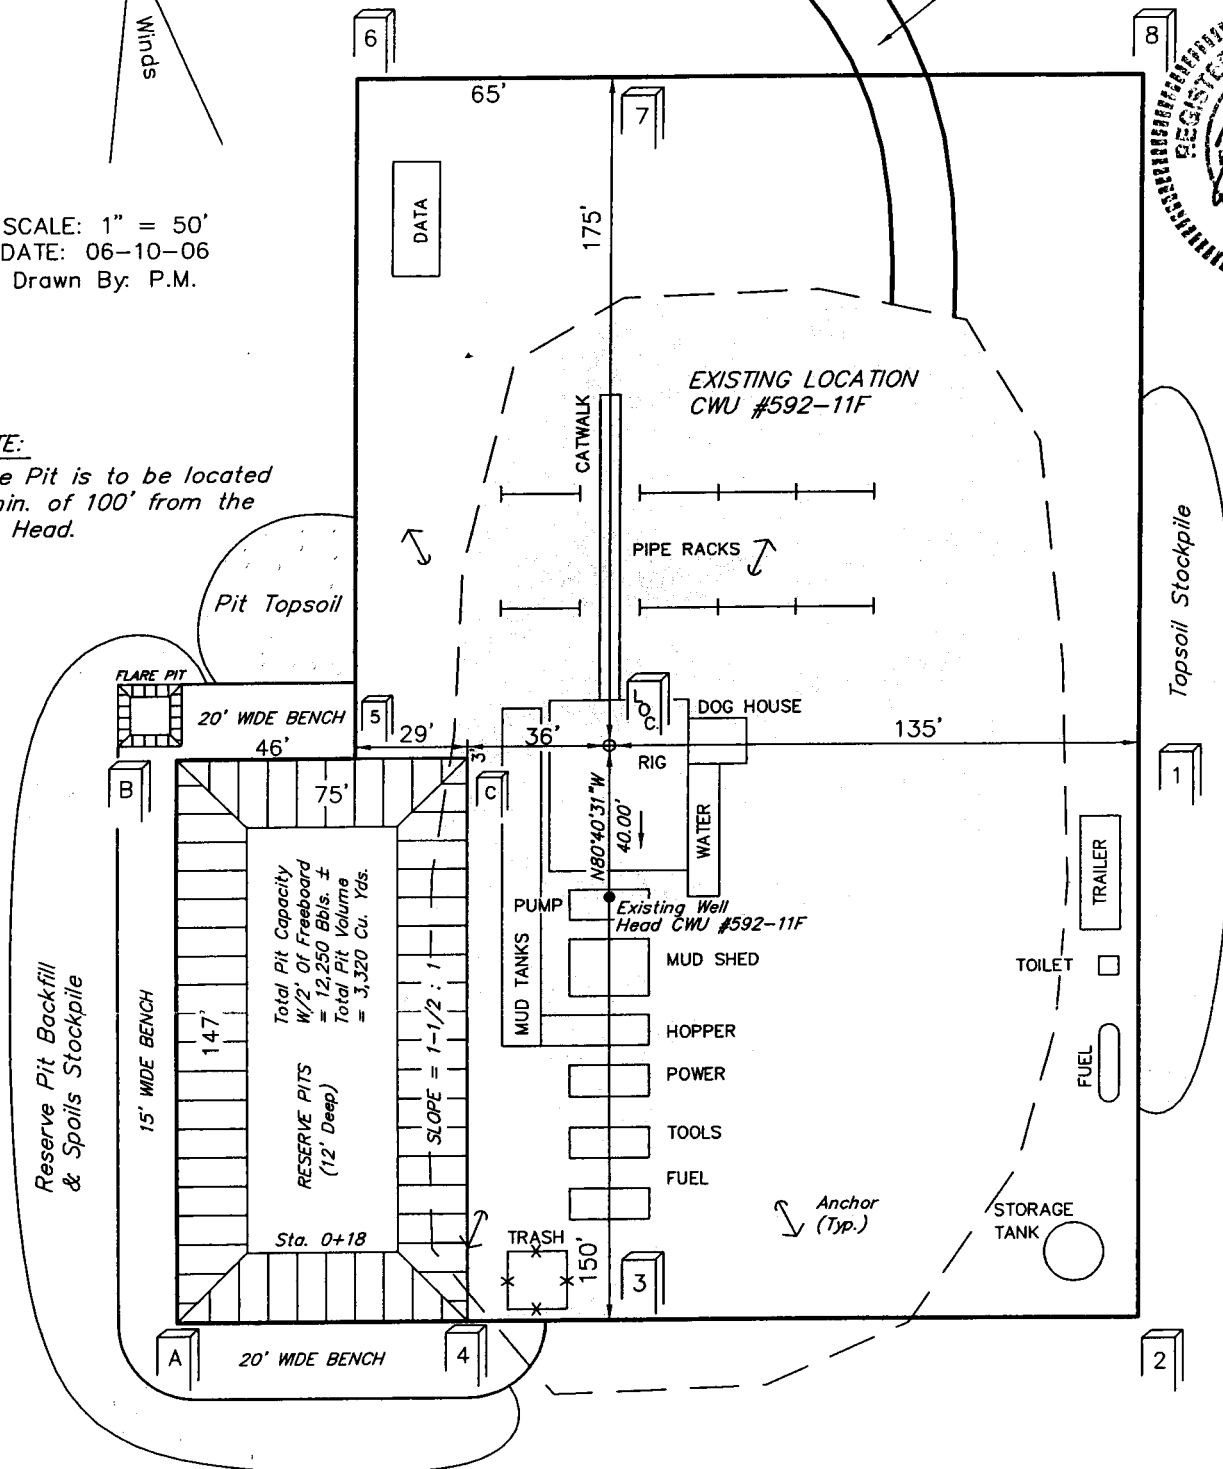 Winds
6
8
REGISTERED
65'
7
SCALE: 1" = 50'
DATE: 06-10-06
Drawn By: P.M.
DATA
175'
EXISTING LOCATION
CWU #592-11F
CATWALK
TE:
e Pit is to be located
min. of 100' from the
Head.
PIPE RACKS
Pit Topsoil
Topsoil Stockpile
FLARE PIT
20' WIDE BENCH
5
LOC.
DOG HOUSE
46'
29'
3'
36'
135'
RIG
B
C
1
75'
N80°40'31"W
40.00'
WATER
TRAILER
Total Pit Capacity
W/2' Of Freeboard
= 12,250 Bbls. ±
Total Pit Volume
= 3,320 Cu. Yds.
PUMP
Existing Well
Head CWU #592-11F
MUD TANKS
MUD SHED
TOILET
HOPPER
Reserve Pit Backfill
& Spoils Stockpile
15' WIDE BENCH
147'
SLOPE = 1-1/2 : 1
RESERVE PITS
(12' Deep)
POWER
FUEL
TOOLS
FUEL
Anchor
(Typ.)
STORAGE
TANK
Sta. 0+18
TRASH
150'
3
A
20' WIDE BENCH
4
2